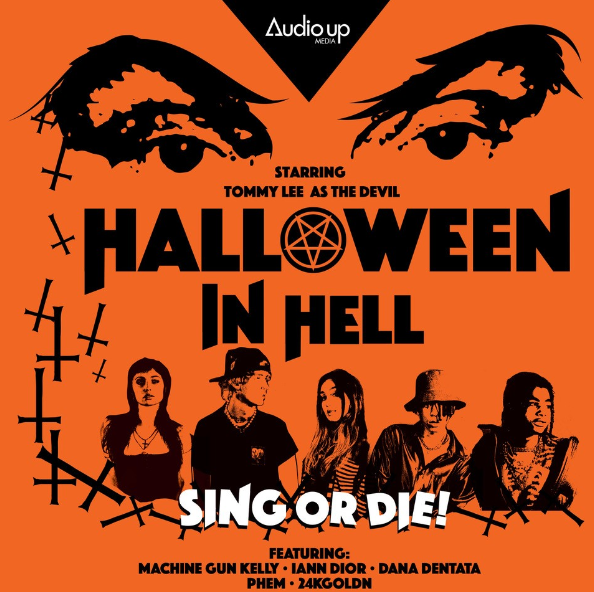 Audio up
MEDIA
STARRING
TOMMY LEE AS THE DEVIL
HALLOWEEN
IN HELL
SING OR DIE!
FEATURING:
MACHINE GUN KELLY • IANN DIOR • DANA DENTATA
PHEM • 24KGOLDN